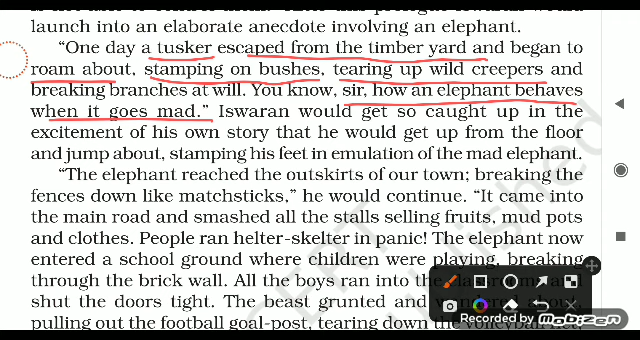 launch into an elaborate anecdote involving an elephant.
“One day a tusker escaped from the timber yard and began to
roam about, stamping on bushes, tearing up wild creepers and
breaking branches at will. You know, sir, how an elephant behaves
when it goes mad.” Iswaran would get so caught up in the
excitement of his own story that he would get up from the floor
and jump about, stamping his feet in emulation of the mad elephant.
“The elephant reached the outskirts of our town; breaking the
fences down like matchsticks,” he would continue. “It came into
the main road and smashed all the stalls selling fruits, mud pots
and clothes. People ran helter-skelter in panic! The elephant now
entered a school ground where children were playing, breaking
through the brick wall. All the boys ran into the
shut the doors tight. The beast grunted and
pulling out the football goal-post, tearing down the
Recorded by mobizen